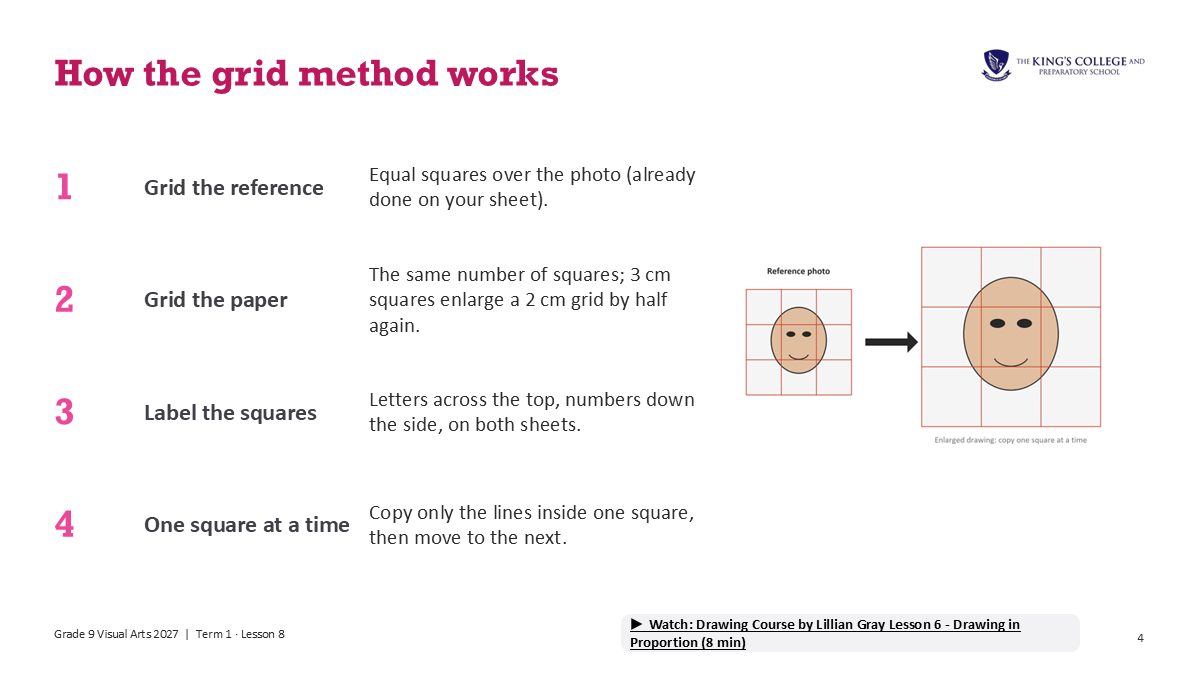 How the grid method works
THE KING'S COLLEGE AND
PREPARATORY SCHOOL
1
Grid the reference
Equal squares over the photo (already
done on your sheet).
2
Grid the paper
The same number of squares; 3 cm
squares enlarge a 2 cm grid by half
again.
3
Label the squares
Letters across the top, numbers down
the side, on both sheets.
4
One square at a time
Copy only the lines inside one square,
then move to the next.
Reference photo
Enlarged drawing: copy one square at a time
Grade 9 Visual Arts 2027 | Term 1 · Lesson 8
▶ Watch: Drawing Course by Lillian Gray Lesson 6 - Drawing in
Proportion (8 min)
4